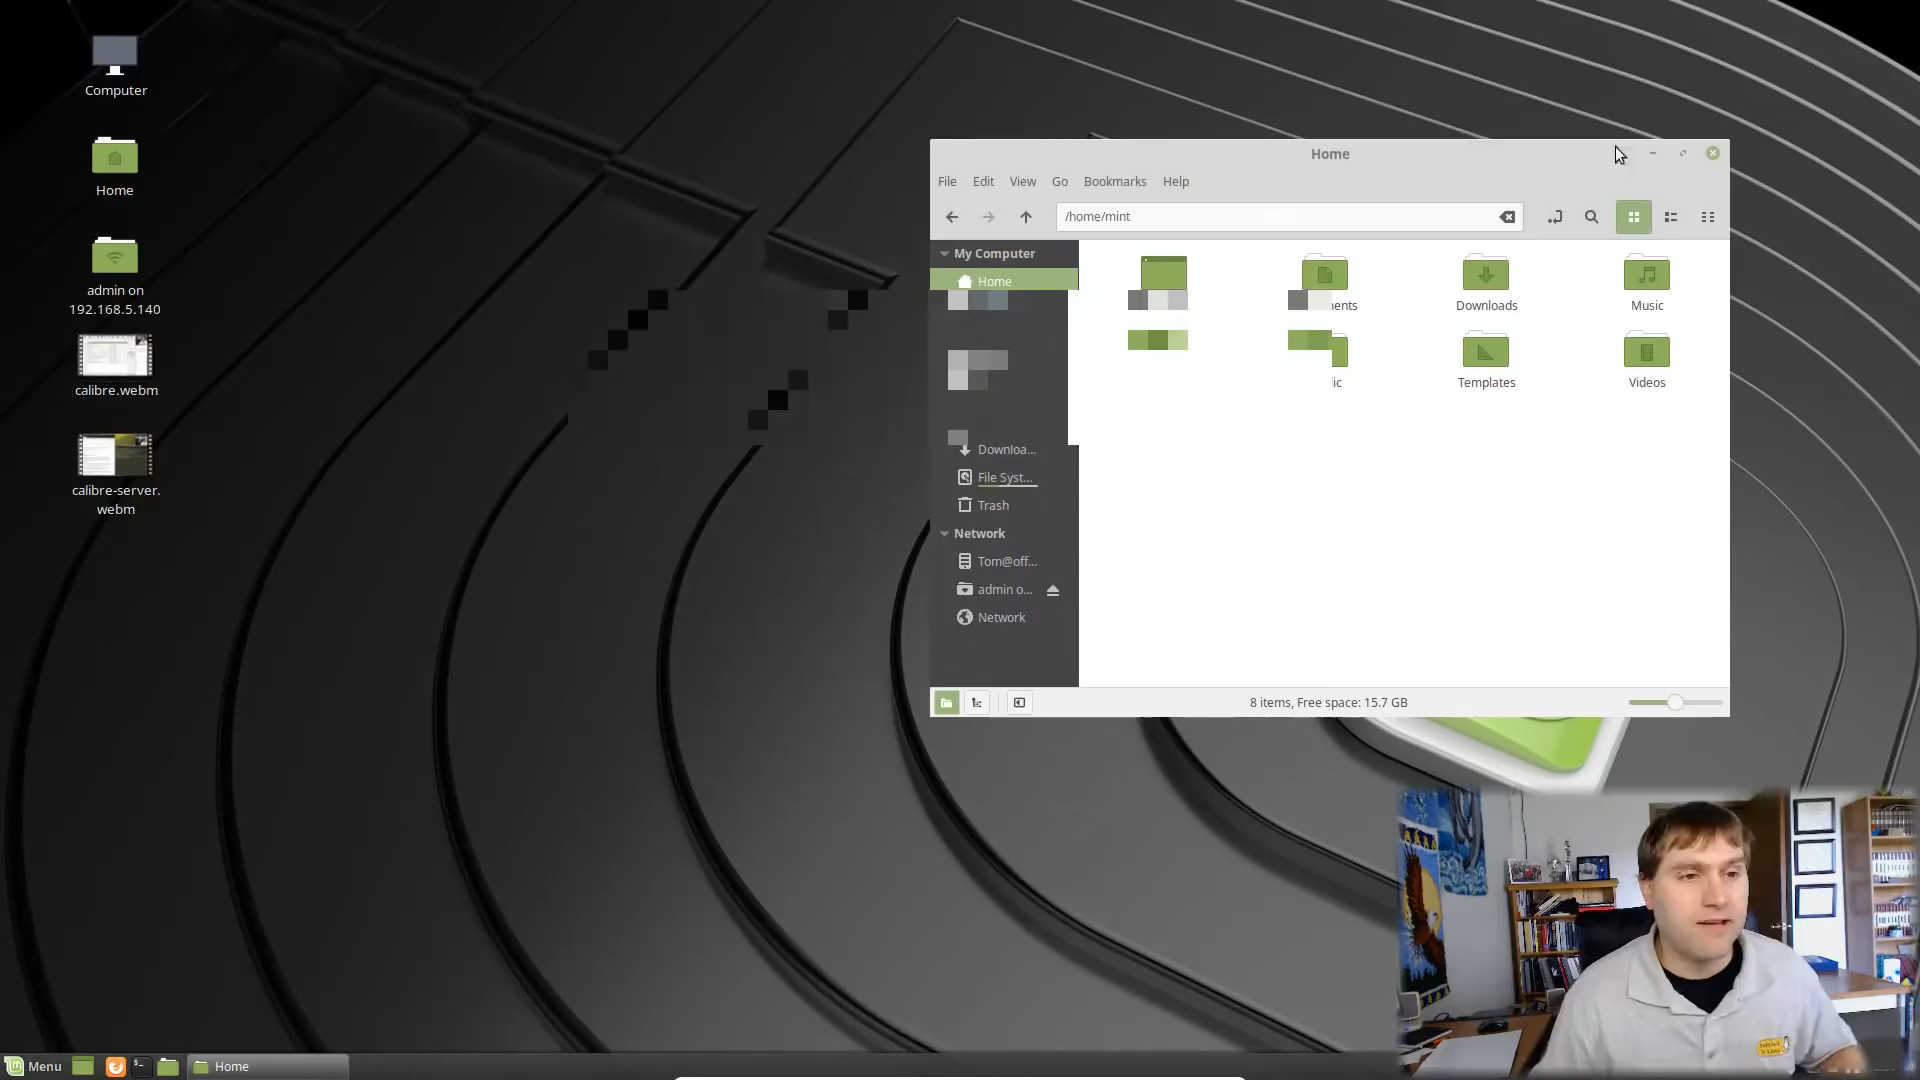 Computer
Home
admin on
192.168.5.140
calibre.webm
calibre-server.
webm
Home
File Edit View Go Bookmarks Help
/home/mint
My Computer
Home
Downloa...
File Syst...
Trash
Network
Tom@off...
admin o...
Network
ents
Downloads
Music
ic
Templates
Videos
8 items, Free space: 15.7 GB
Menu
Home